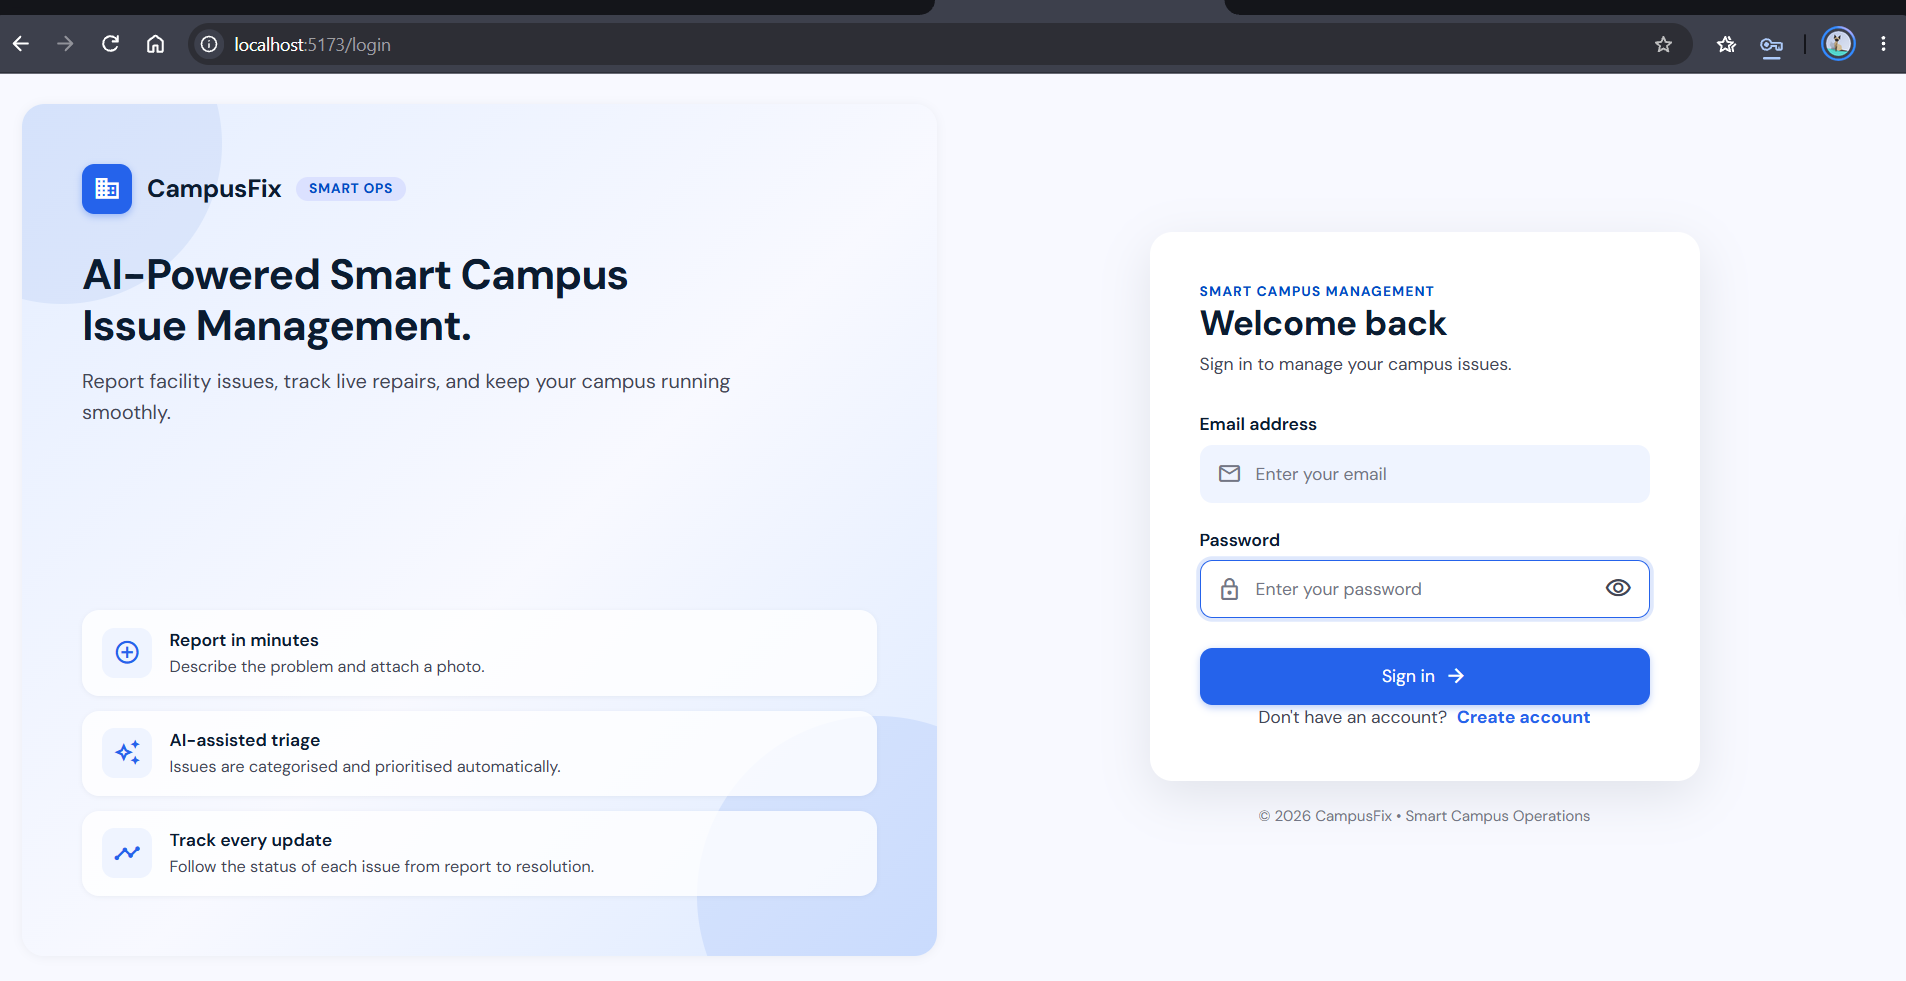 localhost:5173/login
CampusFix SMART OPS
AI-Powered Smart Campus
Issue Management.
Report facility issues, track live repairs, and keep your campus running
smoothly.
Report in minutes
Describe the problem and attach a photo.
AI-assisted triage
Issues are categorised and prioritised automatically.
Track every update
Follow the status of each issue from report to resolution.
SMART CAMPUS MANAGEMENT
Welcome back
Sign in to manage your campus issues.
Email address
Enter your email
Password
Enter your password
Sign in
Don't have an account? Create account
© 2026 CampusFix • Smart Campus Operations